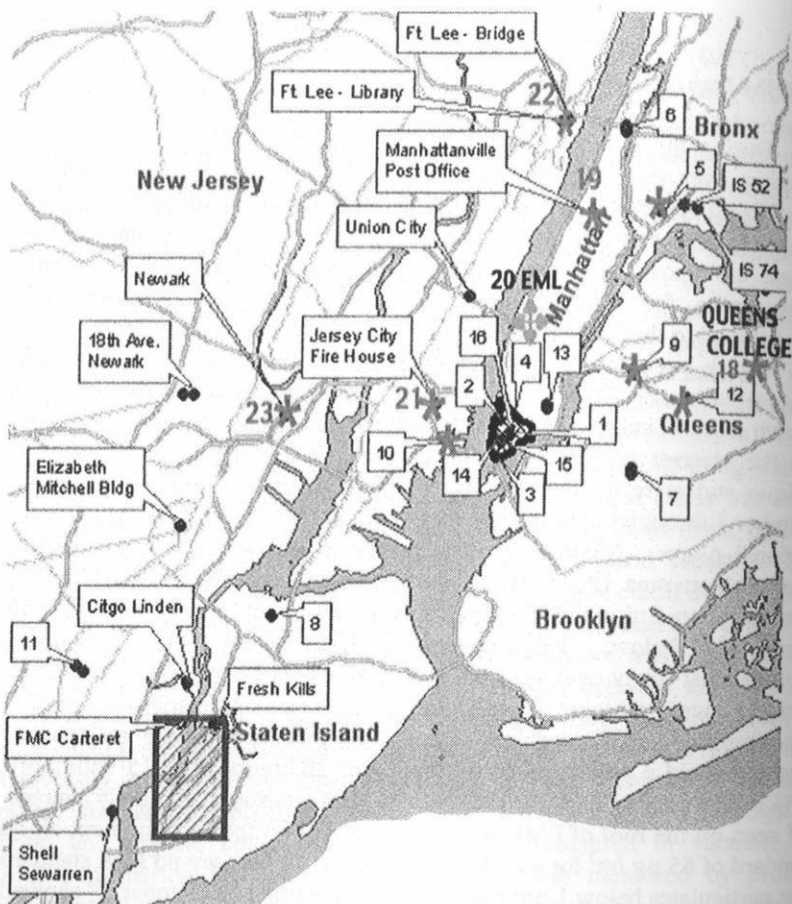 Ft. Lee - Bridge
Ft. Lee - Library
22
6
Bronx
Manhattanville
Post Office
New Jersey
19
5
IS 52
Union City
Manhattan
IS 74
Newark
20 EML
QUEENS
COLLEGE
16
4
13
9
18
18th Ave.
Newark
Jersey City
Fire House
2
12
23
21
1
Queens
10
14
15
3
7
Elizabeth
Mitchell Bldg
Citgo Linden
8
Brooklyn
11
Fresh Kills
FMC Carteret
Staten Island
Shell
Sewarren